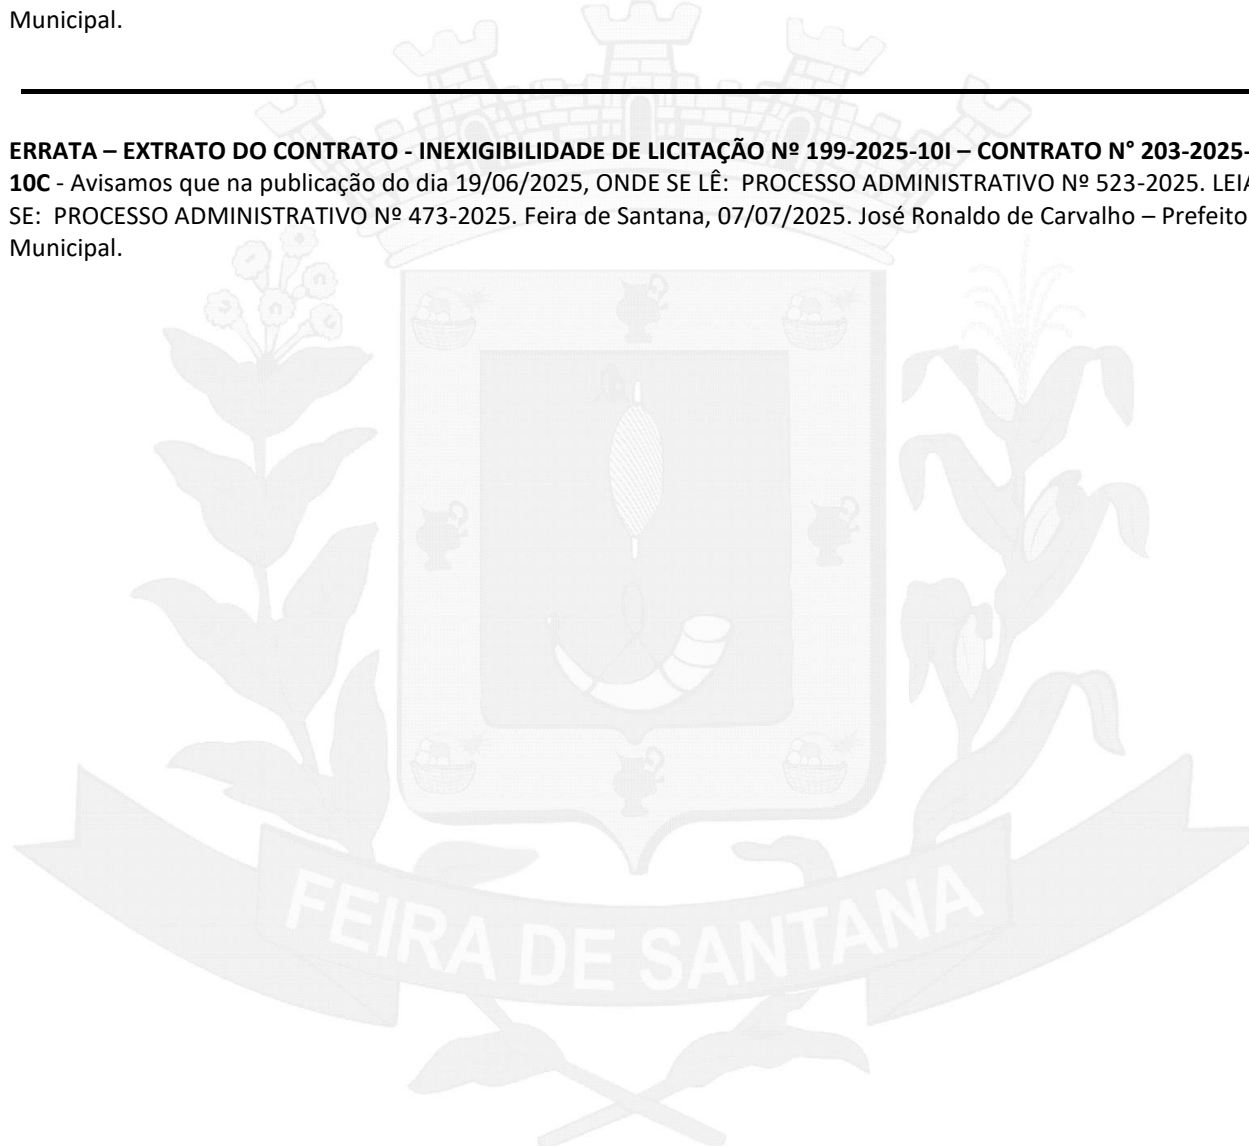 Municipal.
ERRATA – EXTRATO DO CONTRATO - INEXIGIBILIDADE DE LICITAÇÃO Nº 199-2025-10I – CONTRATO N° 203-2025-
10C - Avisamos que na publicação do dia 19/06/2025, ONDE SE LÊ: PROCESSO ADMINISTRATIVO Nº 523-2025. LEIA
SE: PROCESSO ADMINISTRATIVO Nº 473-2025. Feira de Santana, 07/07/2025. José Ronaldo de Carvalho – Prefeito
Municipal.
FEIRA DE SANTANA